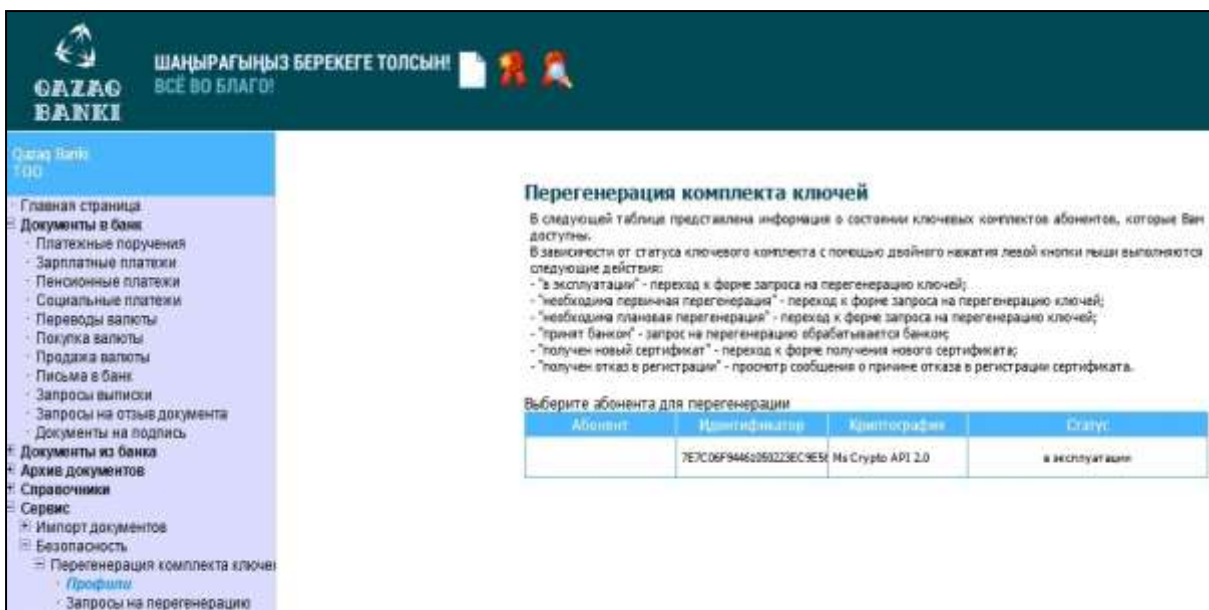 QAZAQ
BANKI
ШАҢЫРАҒЫҢЫЗ БЕРЕКЕГЕ ТОЛСЫН!
ВСЁ ВО БЛАГО!
Qazaq Banki
ТОО
Главная страница
Документы в банк
Платежные поручения
Зарплатные платежи
Пенсионные платежи
Социальные платежи
Переводы валюты
Покупка валюты
Продажа валюты
Письма в банк
Запросы выписки
Запросы на отзыв документа
Документы на подпись
Документы из банка
Архив документов
Справочники
Сервис
Импорт документов
Безопасность
Перегенерация комплекта ключей
Профили
Запросы на перегенерацию
Перегенерация комплекта ключей
В следующей таблице представлена информация о состоянии ключевых комплектов абонентов, которые Вам
доступны.
В зависимости от статуса ключевого комплекта с помощью двойного нажатия левой кнопки мыши выполняются
следующие действия:
- "в эксплуатации" - переход к форме запроса на перегенерацию ключей;
- "необходима первичная перегенерация" - переход к форме запроса на перегенерацию ключей;
- "необходима плановая перегенерация" - переход к форме запроса на перегенерацию ключей;
- "принят банком" - запрос на перегенерацию обрабатывается банком;
- "получен новый сертификат" - переход к форме получения нового сертификата;
- "получен отказ в регистрации" - просмотр сообщения о причине отказа в регистрации сертификата.
Выберите абонента для перегенерации
Абонент Идентификатор Криптография Статус
Ms Crypto API 2.0 в эксплуатации